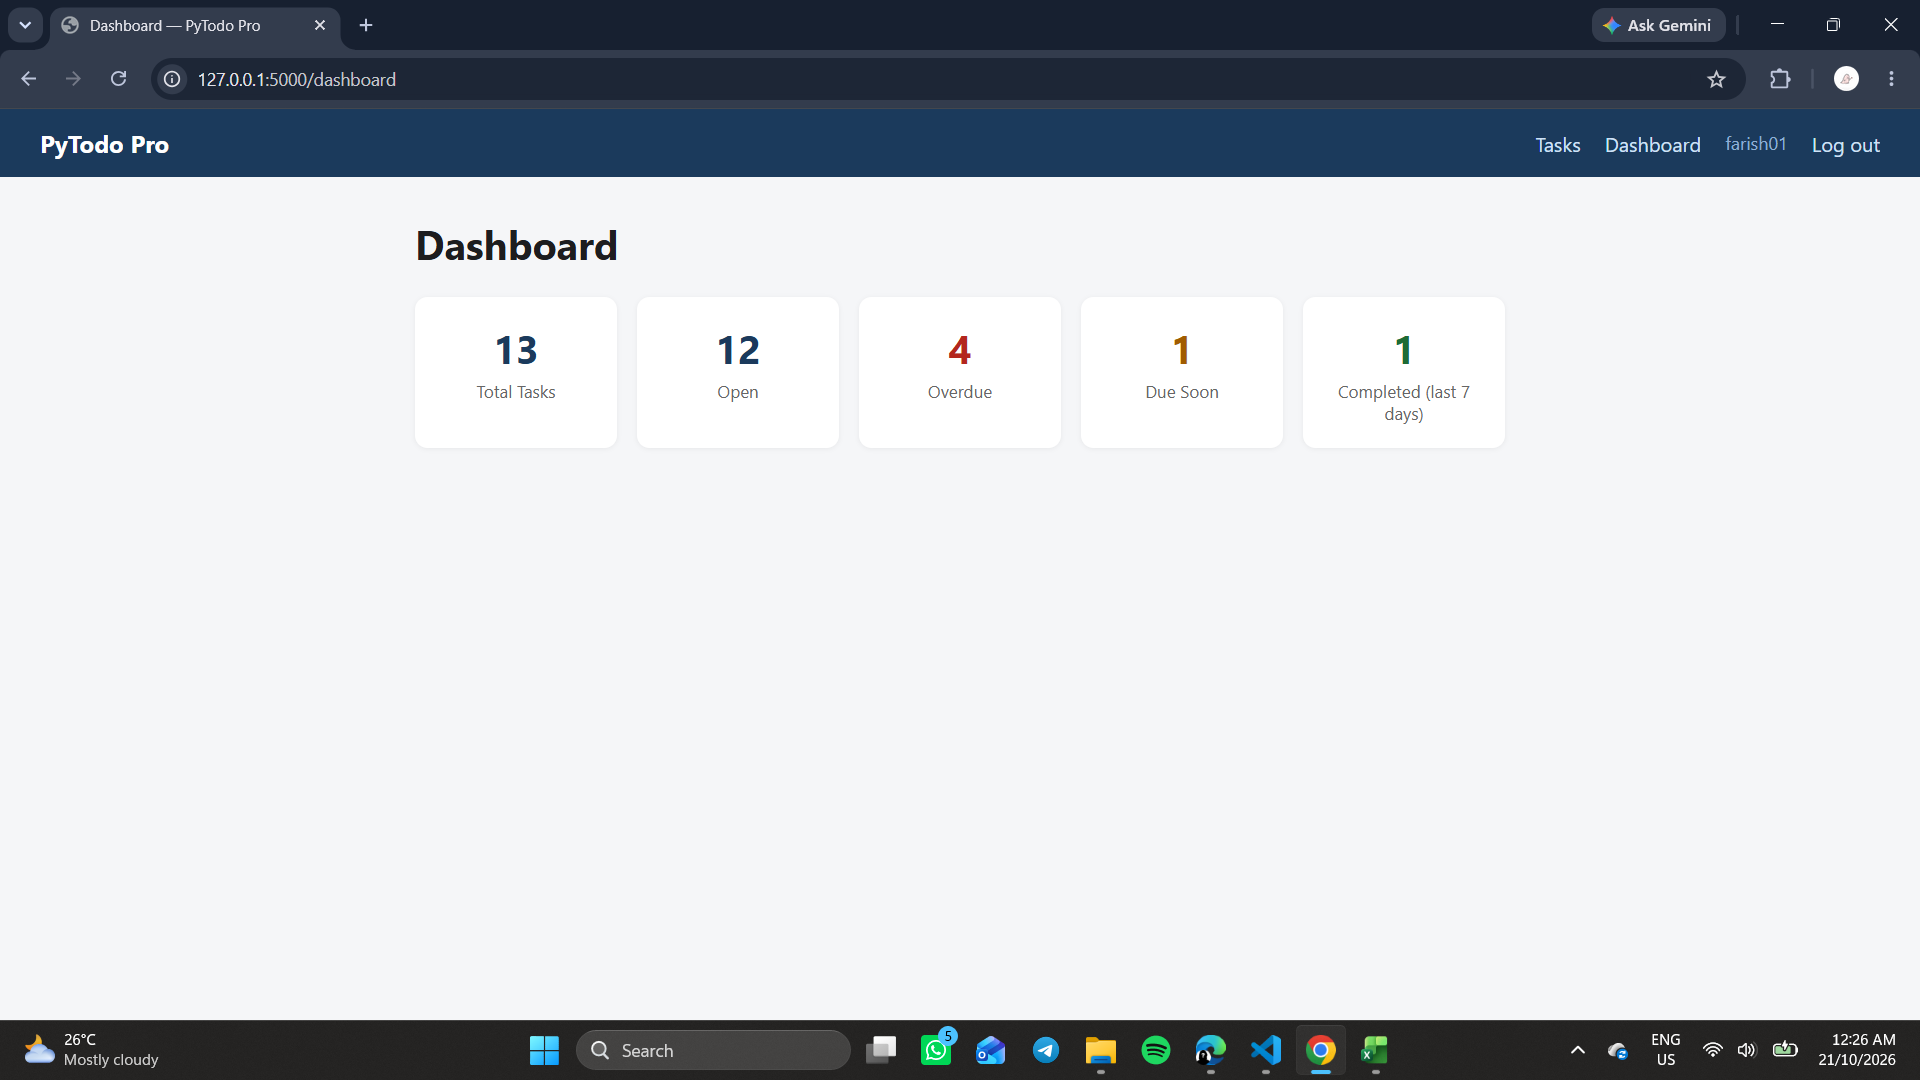 Dashboard — PyTodo Pro
Ask Gemini
127.0.0.1:5000/dashboard
PyTodo Pro
Tasks
Dashboard
farish01
Log out
Dashboard
13
Total Tasks
12
Open
4
Overdue
1
Due Soon
1
Completed (last 7
days)
26°C
Mostly cloudy
Search
5
ENG
US
12:26 AM
21/10/2026